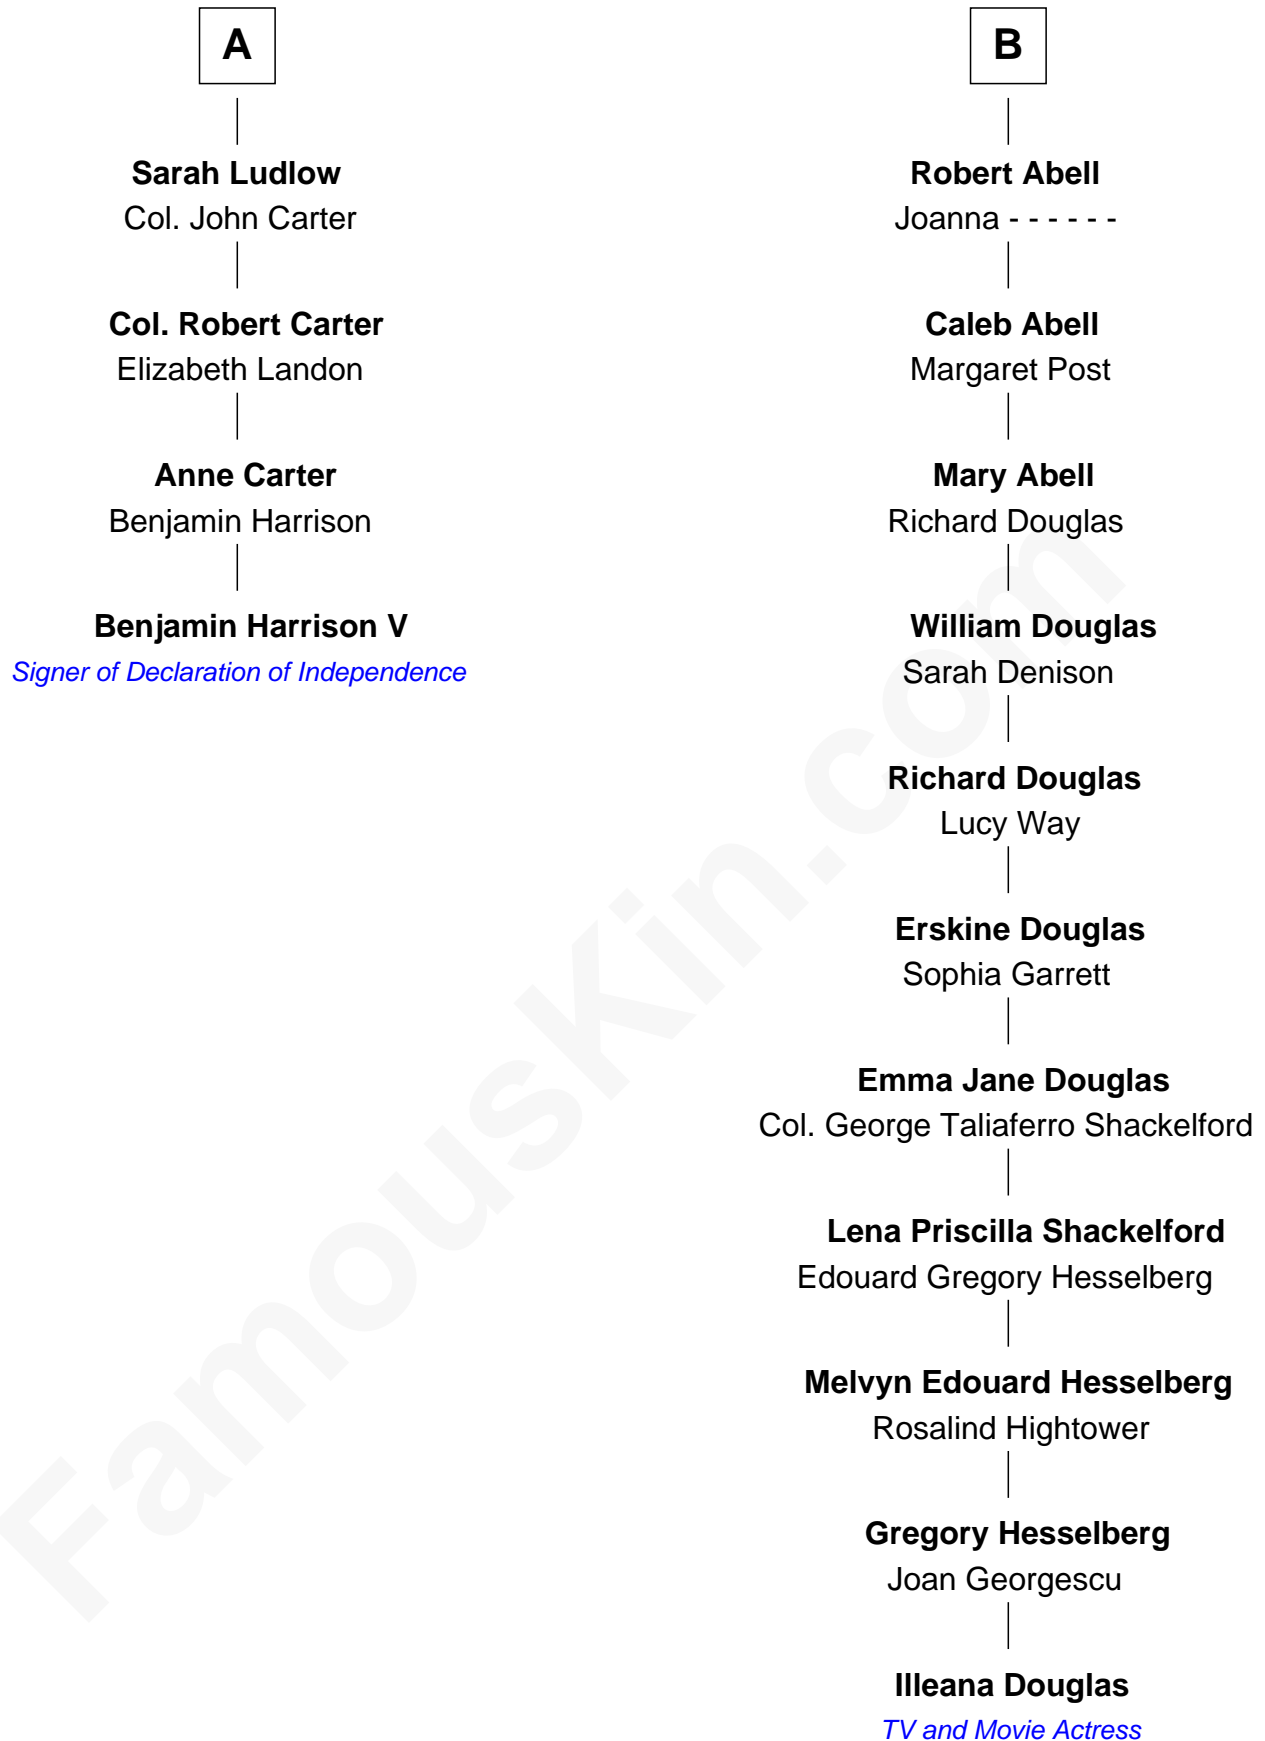 A
Sarah Ludlow
Col. John Carter
Col. Robert Carter
Elizabeth Landon
Anne Carter
Benjamin Harrison
Benjamin Harrison V
Signer of Declaration of Independence
B
Robert Abell
Joanna - - - - - -
Caleb Abell
Margaret Post
Mary Abell
Richard Douglas
William Douglas
Sarah Denison
Richard Douglas
Lucy Way
Erskine Douglas
Sophia Garrett
Emma Jane Douglas
Col. George Taliaferro Shackelford
Lena Priscilla Shackelford
Edouard Gregory Hesselberg
Melvyn Edouard Hesselberg
Rosalind Hightower
Gregory Hesselberg
Joan Georgescu
Illeana Douglas
TV and Movie Actress
FamousKin.com